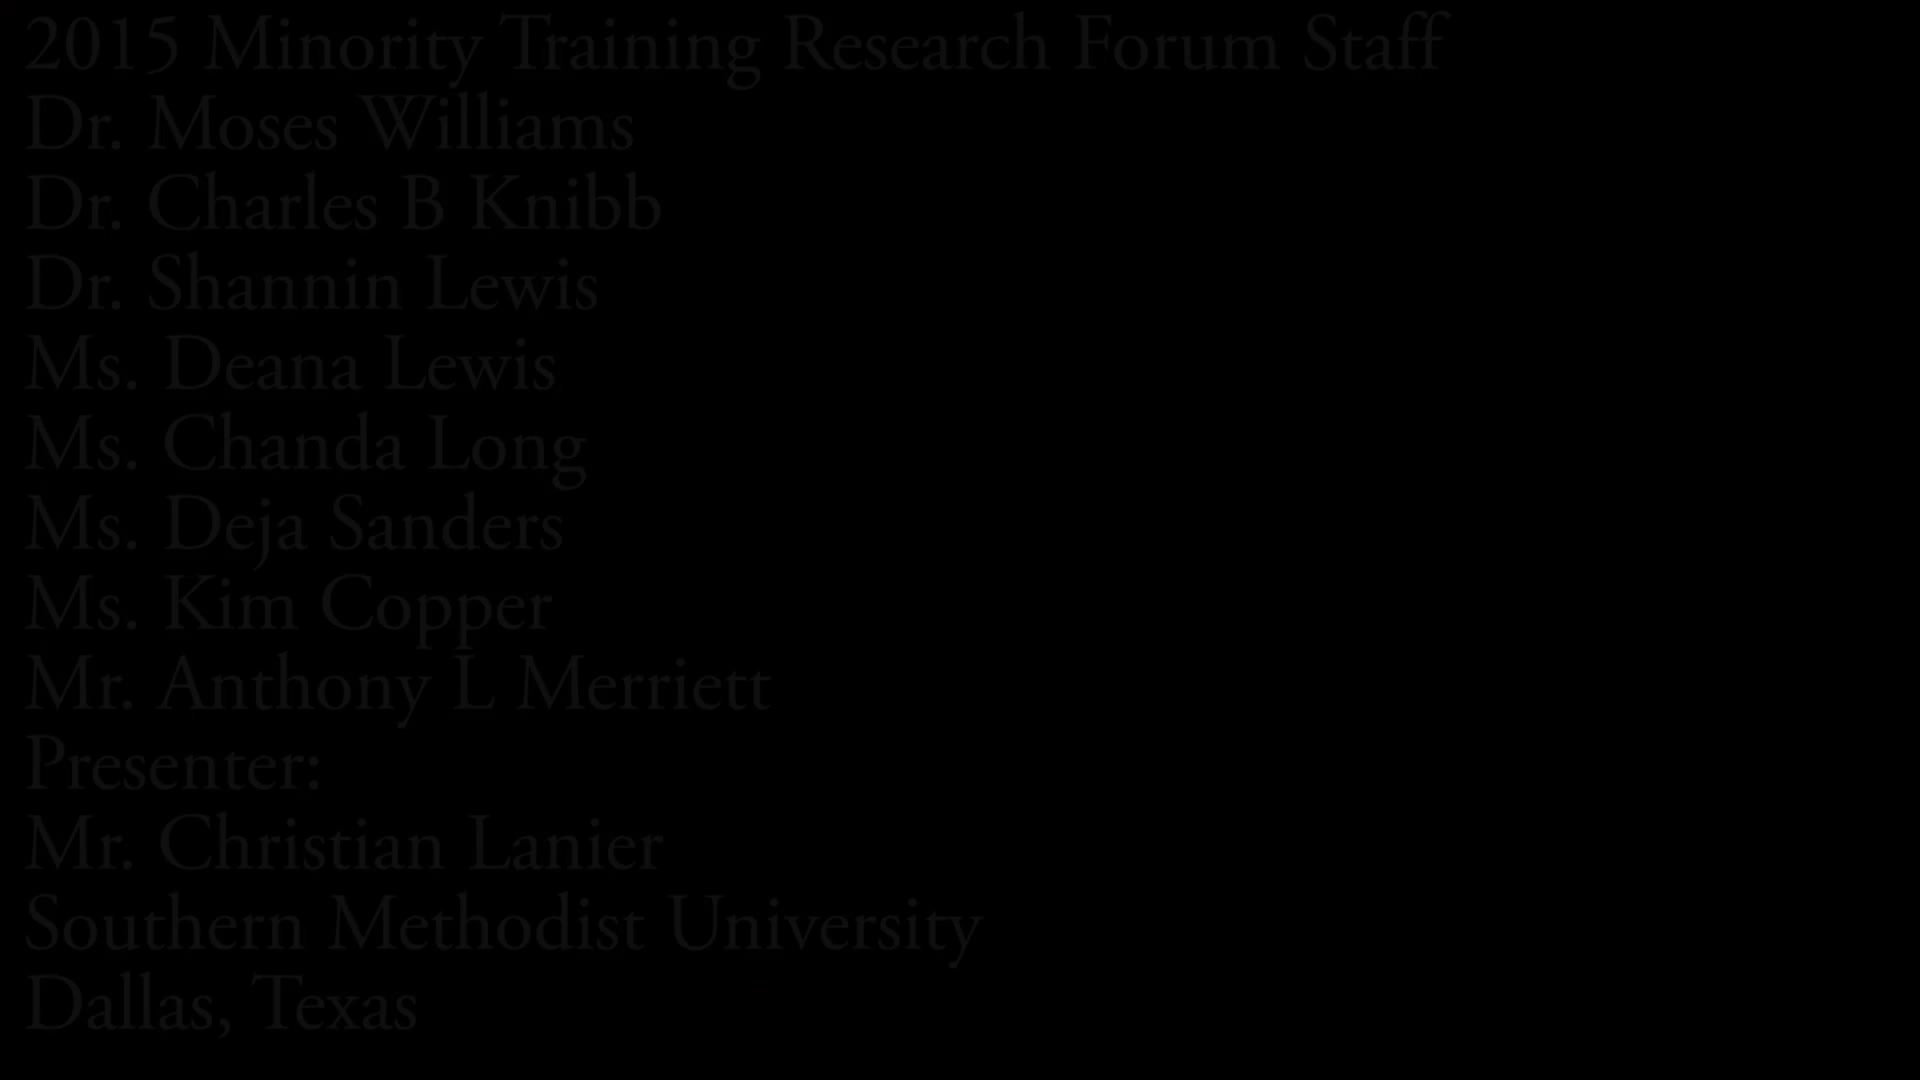 2015 Minority Training Research Forum Staff
Dr. Moses Williams
Dr. Charles B Knibb
Dr. Shannin Lewis
Ms. Deana Lewis
Ms. Chanda Long
Ms. Deja Sanders
Ms. Kim Copper
Mr. Anthony L Merriett
Presenter:
Mr. Christian Lanier
Southern Methodist University
Dallas, Texas